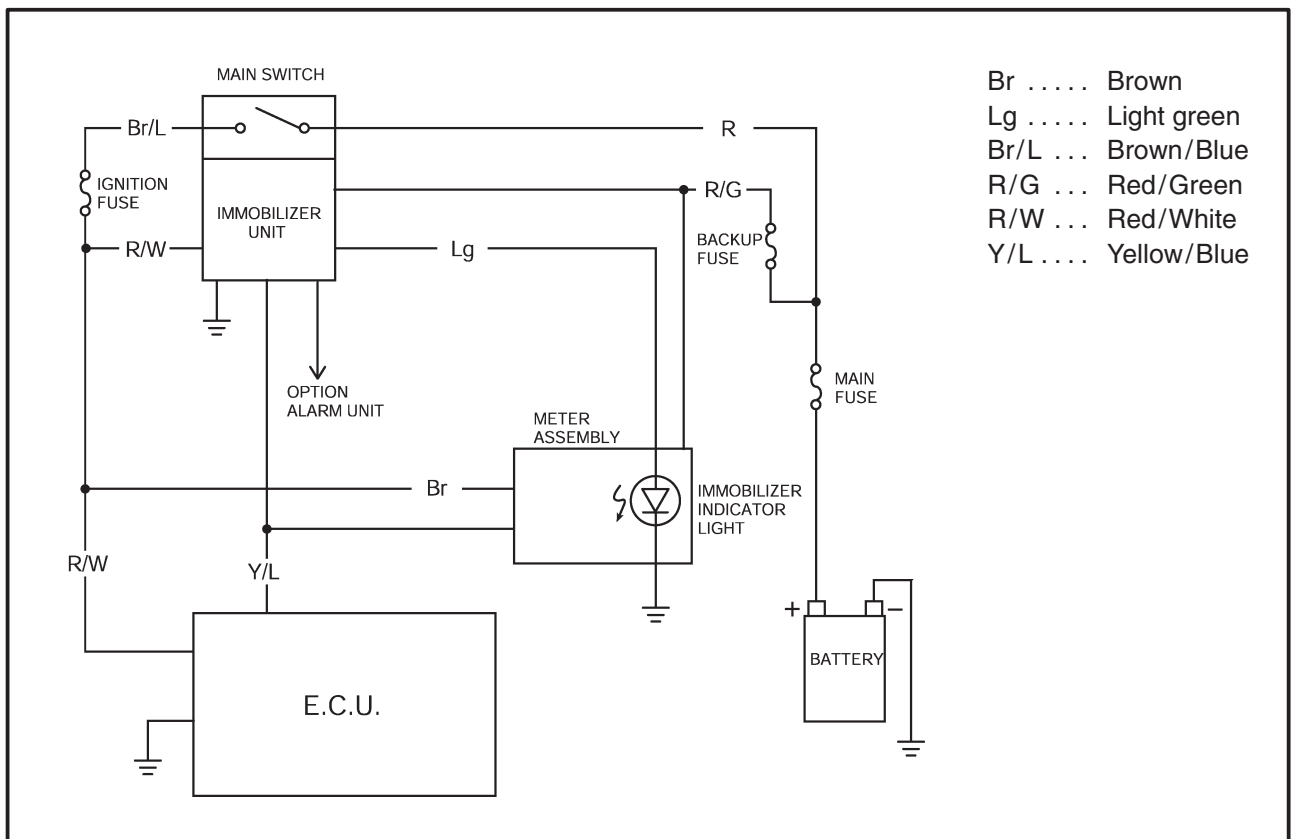 MAIN SWITCH
Br/L
R
IGNITION
FUSE
IMMOBILIZER
UNIT
R/G
BACKUP
FUSE
R/W
Lg
OPTION
ALARM UNIT
MAIN
FUSE
METER
ASSEMBLY
Br
IMMOBILIZER
INDICATOR
LIGHT
R/W
Y/L
+
−
BATTERY
E.C.U.
Br ..... Brown
Lg ..... Light green
Br/L ... Brown/Blue
R/G ... Red/Green
R/W ... Red/White
Y/L .... Yellow/Blue